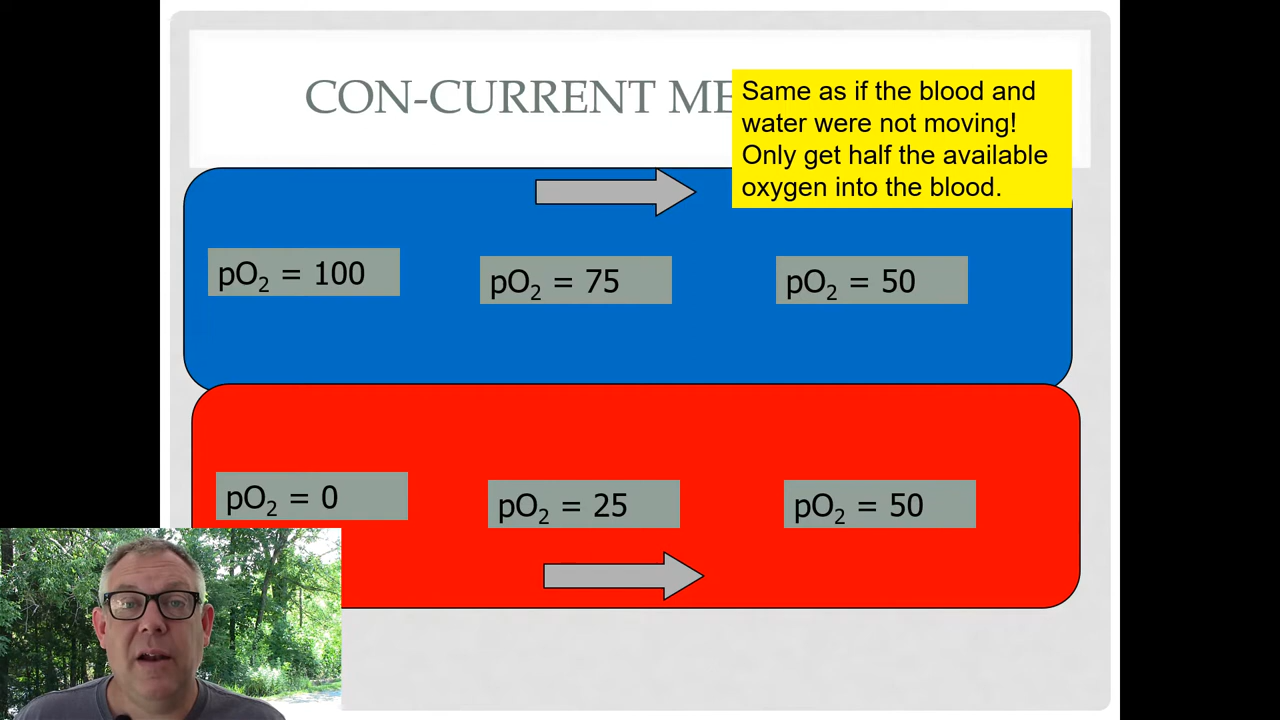 CON-CURRENT ME
Same as if the blood and
water were not moving!
Only get half the available
oxygen into the blood.
pO₂ = 100
pO₂ = 75
pO₂ = 50
pO₂ = 0
pO₂ = 25
pO₂ = 50